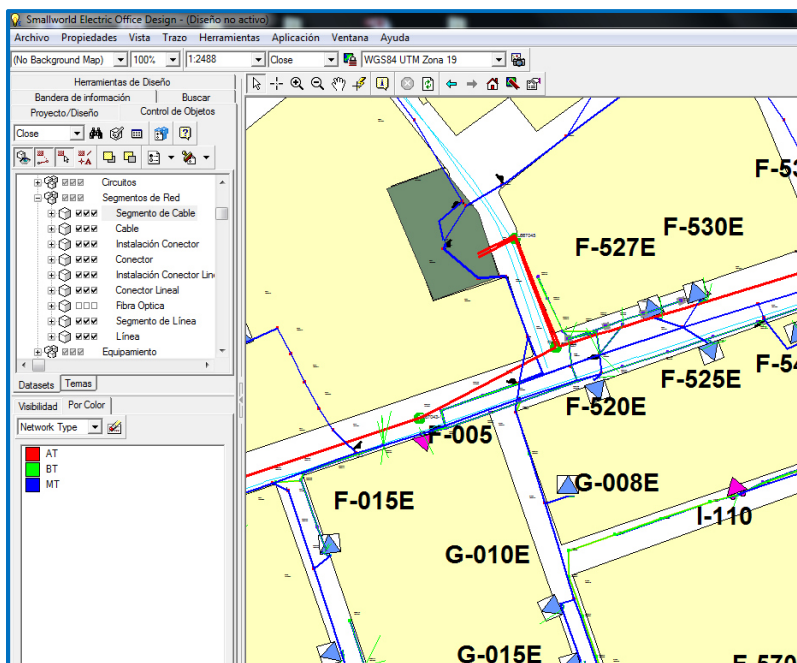 Smallworld Electric Office Design - (Diseño no activo)
Archivo Propiedades Vista Trazo Herramientas Aplicación Ventana Ayuda
(No Background Map) 100% 1:2488 Close WGS84 UTM Zona 19
Herramientas de Diseño
Bandera de información Buscar
Proyecto/Diseño Control de Objetos
Close
Circuitos
Segmentos de Red
Segmento de Cable
Cable
Instalación Conector
Conector
Instalación Conector Line
Conector Lineal
Fibra Optica
Segmento de Línea
Línea
Equipamiento
Datasets Temas
Visibilidad Por Color
Network Type
AT
BT
MT
F-53
F-530E
F-527E
F-54
F-525E
F-520E
F-005
G-008E
F-015E
I-110
G-010E
G-015E
E-570